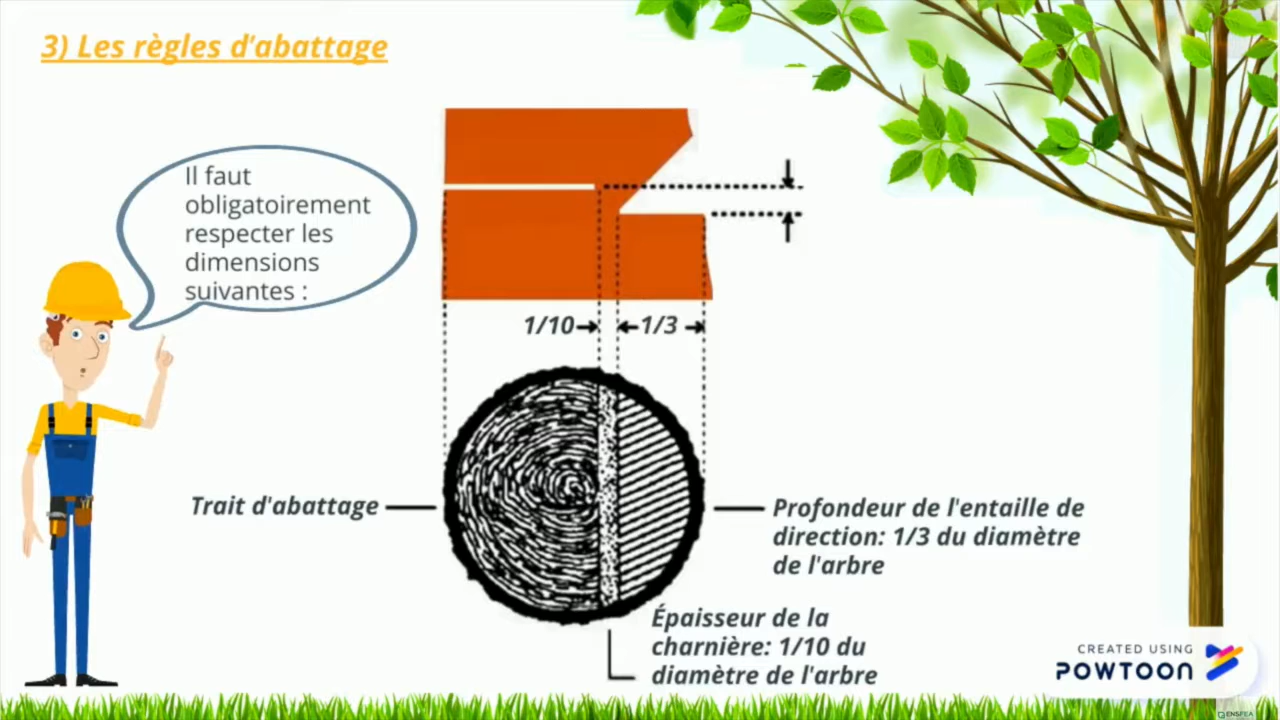 3) Les règles d'abattage
Il faut
obligatoirement
respecter les
dimensions
suivantes :
1/10
1/3
Trait d'abattage
Profondeur de l'entaille de
direction: 1/3 du diamètre
de l'arbre
Épaisseur de la
charnière: 1/10 du
diamètre de l'arbre
CREATED USING
POWTOON
ENSFEA